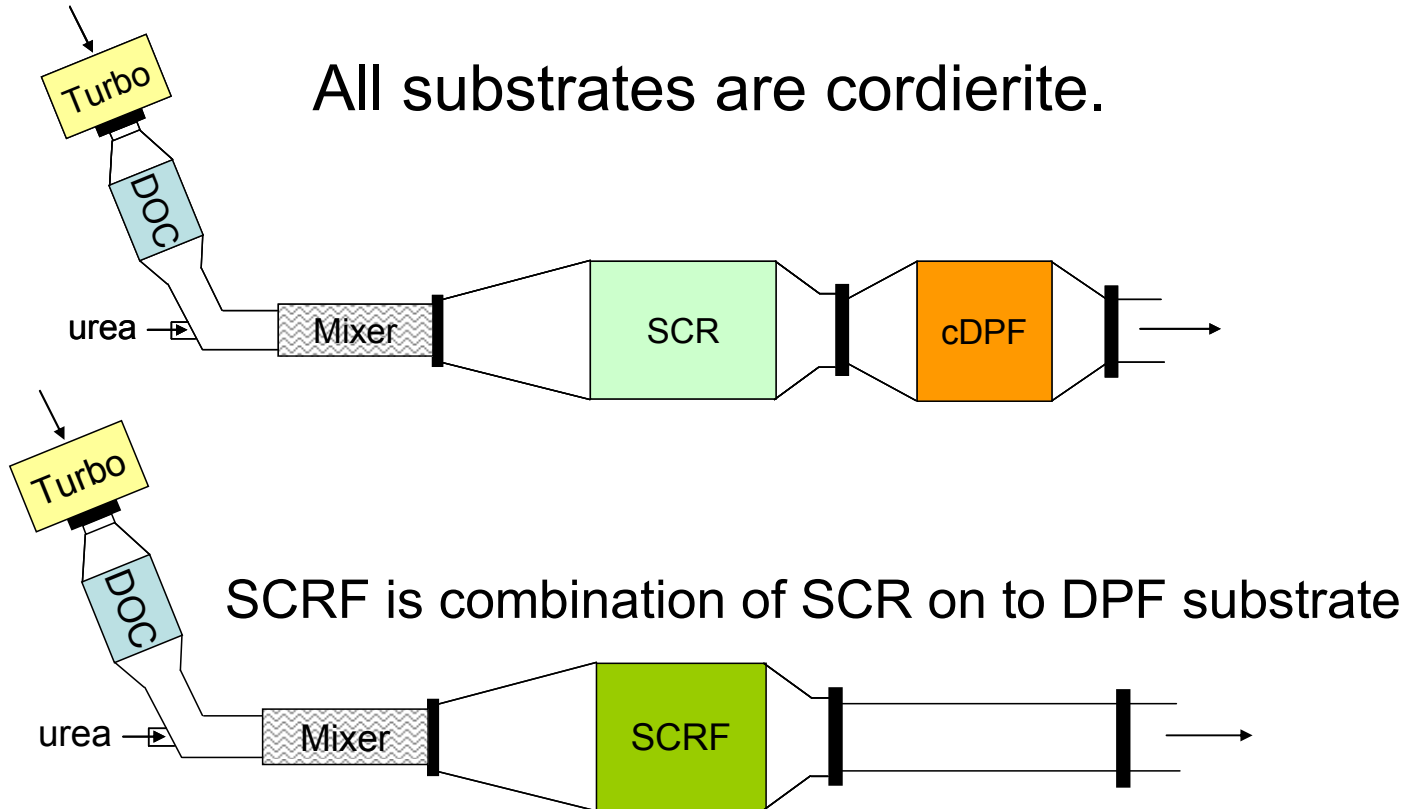 Turbo
All substrates are cordierite.
DOC
urea
Mixer
SCR
cDPF
Turbo
DOC
SCRF is combination of SCR on to DPF substrate
urea
Mixer
SCRF